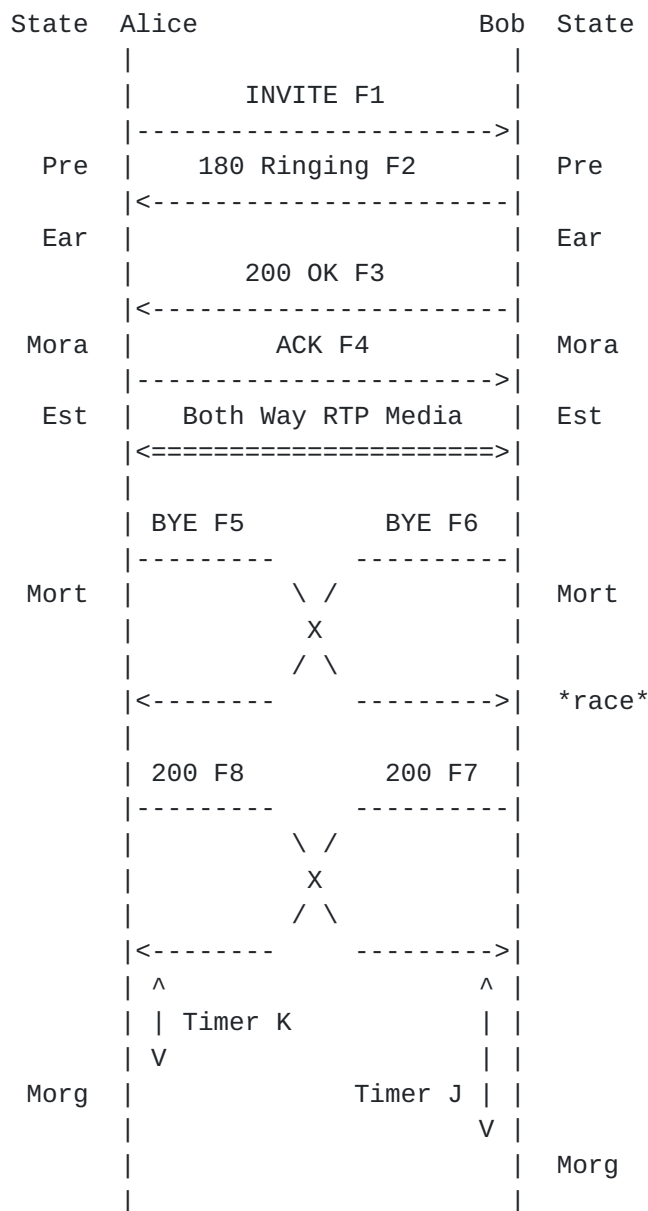 State  Alice                  Bob  State
       |                        |
       |       INVITE F1        |
       |----------------------->|
  Pre  |    180 Ringing F2      |  Pre
       |<-----------------------|
  Ear  |                        |  Ear
       |       200 OK F3        |
       |<-----------------------|
 Mora  |         ACK F4         |  Mora
       |----------------------->|
  Est  |   Both Way RTP Media   |  Est
       |<======================>|
       |                        |
       | BYE F5         BYE F6  |
       |---------     ----------|
 Mort  |          \ /           |  Mort
       |           X            |
       |          / \           |
       |<--------     --------->|  *race*
       |                        |
       | 200 F8         200 F7  |
       |---------     ----------|
       |          \ /           |
       |           X            |
       |          / \           |
       |<--------     --------->|
       | ^                    ^ |
       | | Timer K            | |
       | V                    | |
 Morg  |              Timer J | |
       |                      V |
       |                        |  Morg
       |                        |